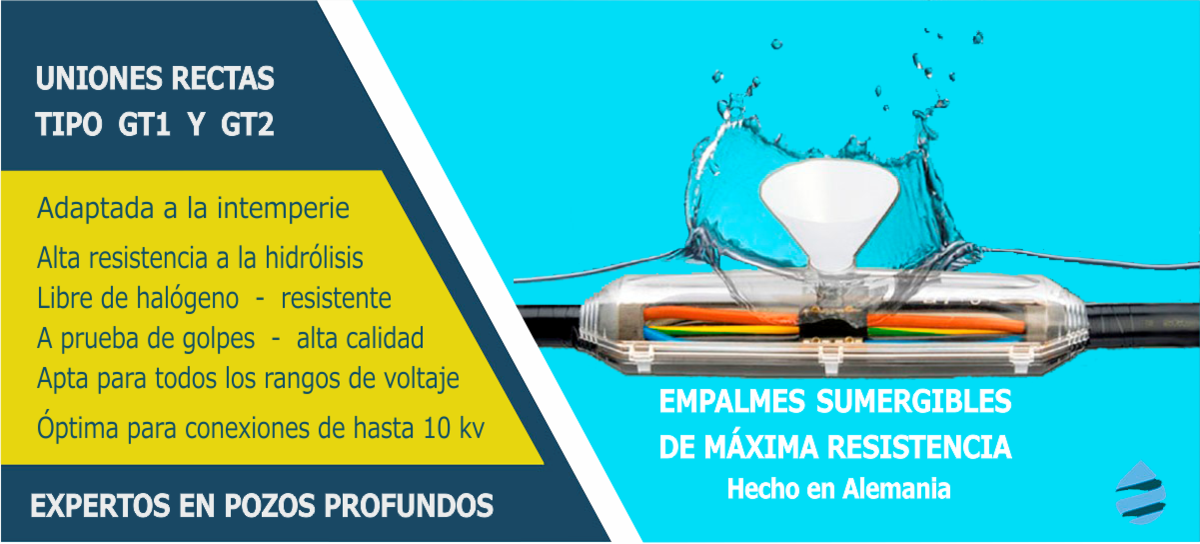 UNIONES RECTAS
TIPO GT1 Y GT2
Adaptada a la intemperie
Alta resistencia a la hidrólisis
Libre de halógeno - resistente
A prueba de golpes - alta calidad
Apta para todos los rangos de voltaje
Óptima para conexiones de hasta 10 kv
EXPERTOS EN POZOS PROFUNDOS
EMPALMES SUMERGIBLES
DE MÁXIMA RESISTENCIA
Hecho en Alemania